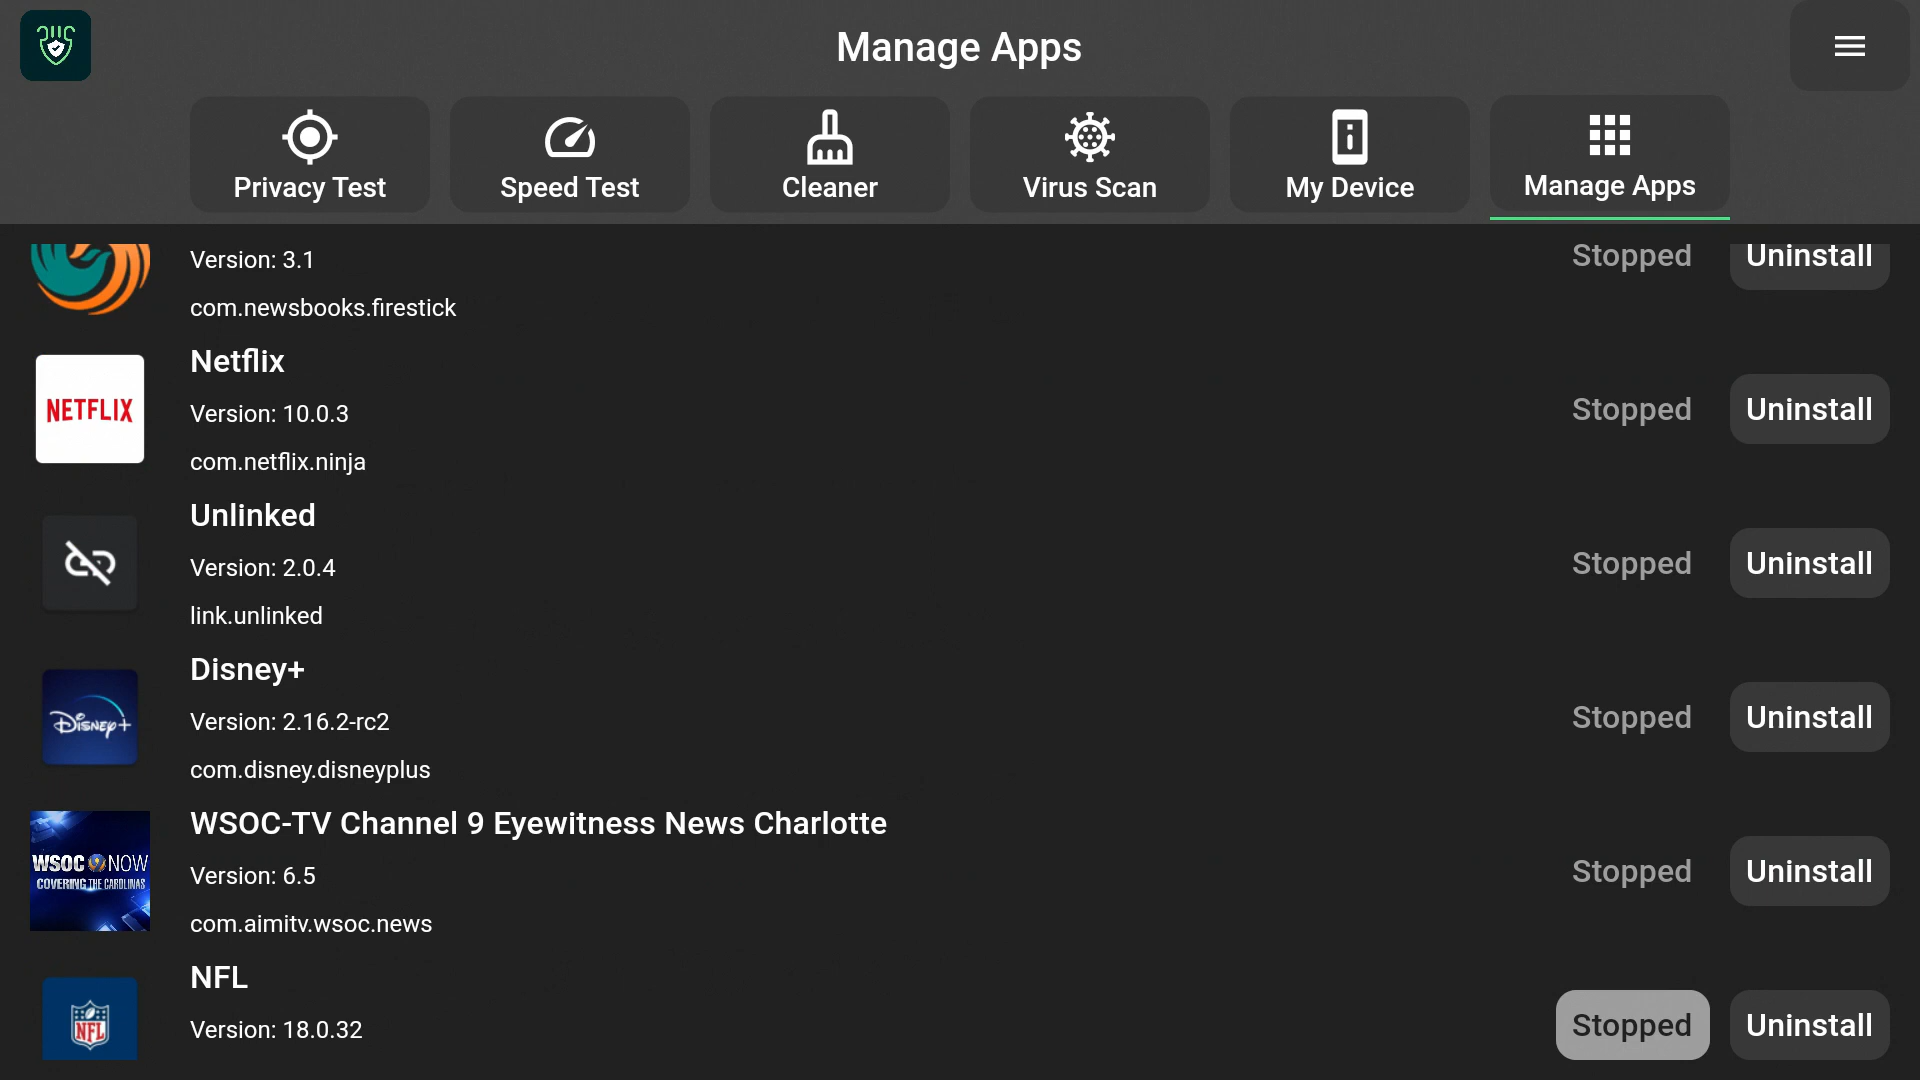 Manage Apps
Privacy Test
Speed Test
Cleaner
Virus Scan
My Device
Manage Apps
Version: 3.1
Stopped
Uninstall
com.newsbooks.firestick
NETFLIX
Netflix
Version: 10.0.3
com.netflix.ninja
Stopped
Uninstall
Unlinked
Version: 2.0.4
link.unlinked
Stopped
Uninstall
Disney+
Disney+
Version: 2.16.2-rc2
com.disney.disneyplus
Stopped
Uninstall
WSOC NOW
COVERING THE CAROLINAS
WSOC-TV Channel 9 Eyewitness News Charlotte
Version: 6.5
com.aimitv.wsoc.news
Stopped
Uninstall
NFL
NFL
Version: 18.0.32
Stopped
Uninstall